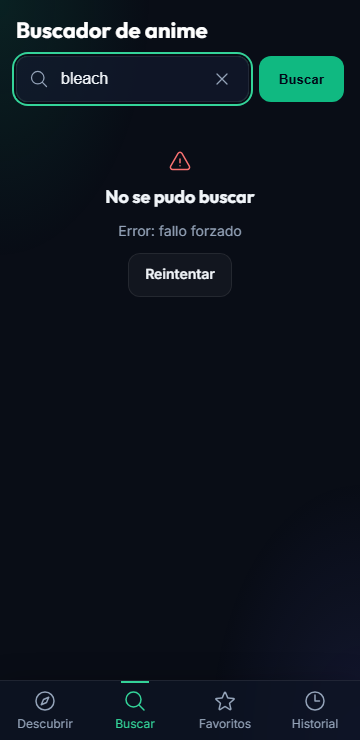 Buscador de anime
bleach
Buscar
No se pudo buscar
Error: fallo forzado
Reintentar
Descubrir
Buscar
Favoritos
Historial